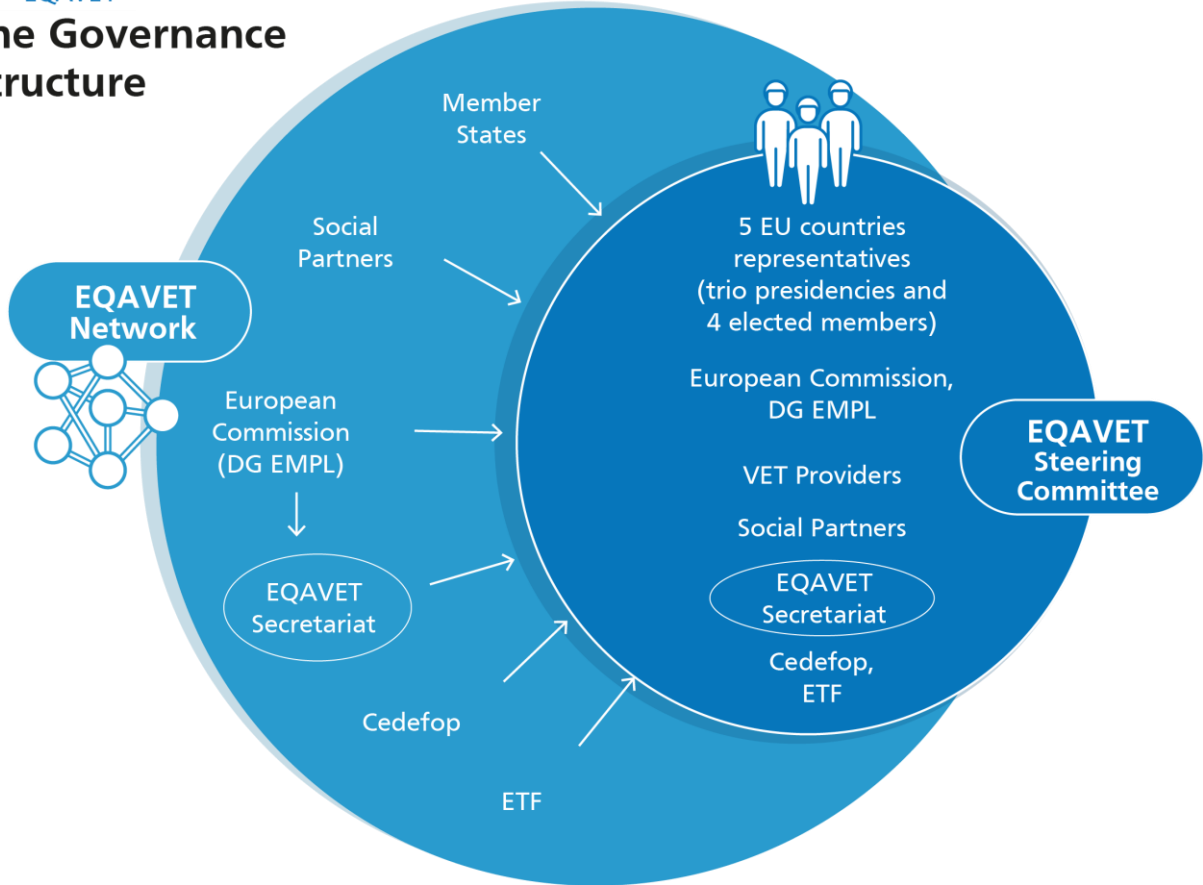 EQAVET
he Governance
tructure
Member
States
Social
Partners
EQAVET
Network
European
Commission
(DG EMPL)
EQAVET
Secretariat
Cedefop
ETF
5 EU countries
representatives
(trio presidencies and
4 elected members)
European Commission,
DG EMPL
VET Providers
Social Partners
EQAVET
Secretariat
Cedefop,
ETF
EQAVET
Steering
Committee